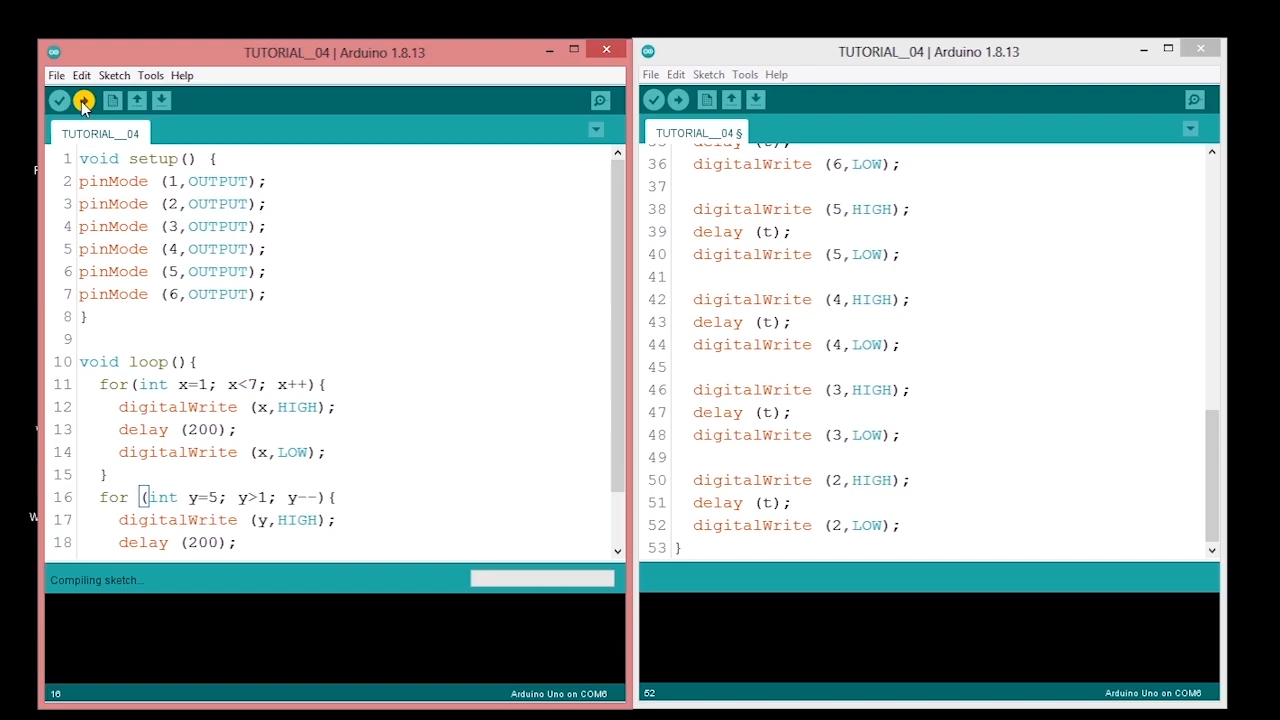 TUTORIAL__04 | Arduino 1.8.13
File Edit Sketch Tools Help
TUTORIAL__04
1 void setup() {
2 pinMode (1,OUTPUT);
3 pinMode (2,OUTPUT);
4 pinMode (3,OUTPUT);
5 pinMode (4,OUTPUT);
6 pinMode (5,OUTPUT);
7 pinMode (6,OUTPUT);
8 }
9
10 void loop(){
11 for(int x=1; x<7; x++){
12 digitalWrite (x,HIGH);
13 delay (200);
14 digitalWrite (x,LOW);
15 }
16 for (int y=5; y>1; y--){
17 digitalWrite (y,HIGH);
18 delay (200);
Compiling sketch...
16 Arduino Uno on COM6
TUTORIAL__04 | Arduino 1.8.13
File Edit Sketch Tools Help
TUTORIAL__04 §
35 delay (t);
36 digitalWrite (6,LOW);
37
38 digitalWrite (5,HIGH);
39 delay (t);
40 digitalWrite (5,LOW);
41
42 digitalWrite (4,HIGH);
43 delay (t);
44 digitalWrite (4,LOW);
45
46 digitalWrite (3,HIGH);
47 delay (t);
48 digitalWrite (3,LOW);
49
50 digitalWrite (2,HIGH);
51 delay (t);
52 digitalWrite (2,LOW);
53 }
52 Arduino Uno on COM6